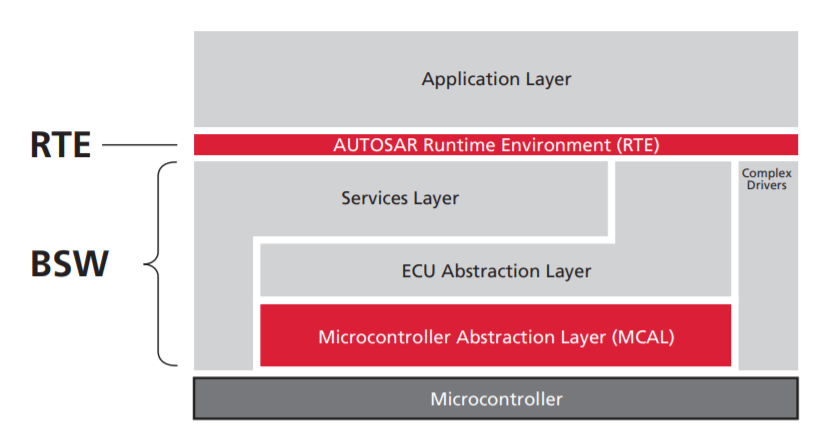 Application Layer
RTE
AUTOSAR Runtime Environment (RTE)
Complex
Drivers
Services Layer
BSW
ECU Abstraction Layer
Microcontroller Abstraction Layer (MCAL)
Microcontroller